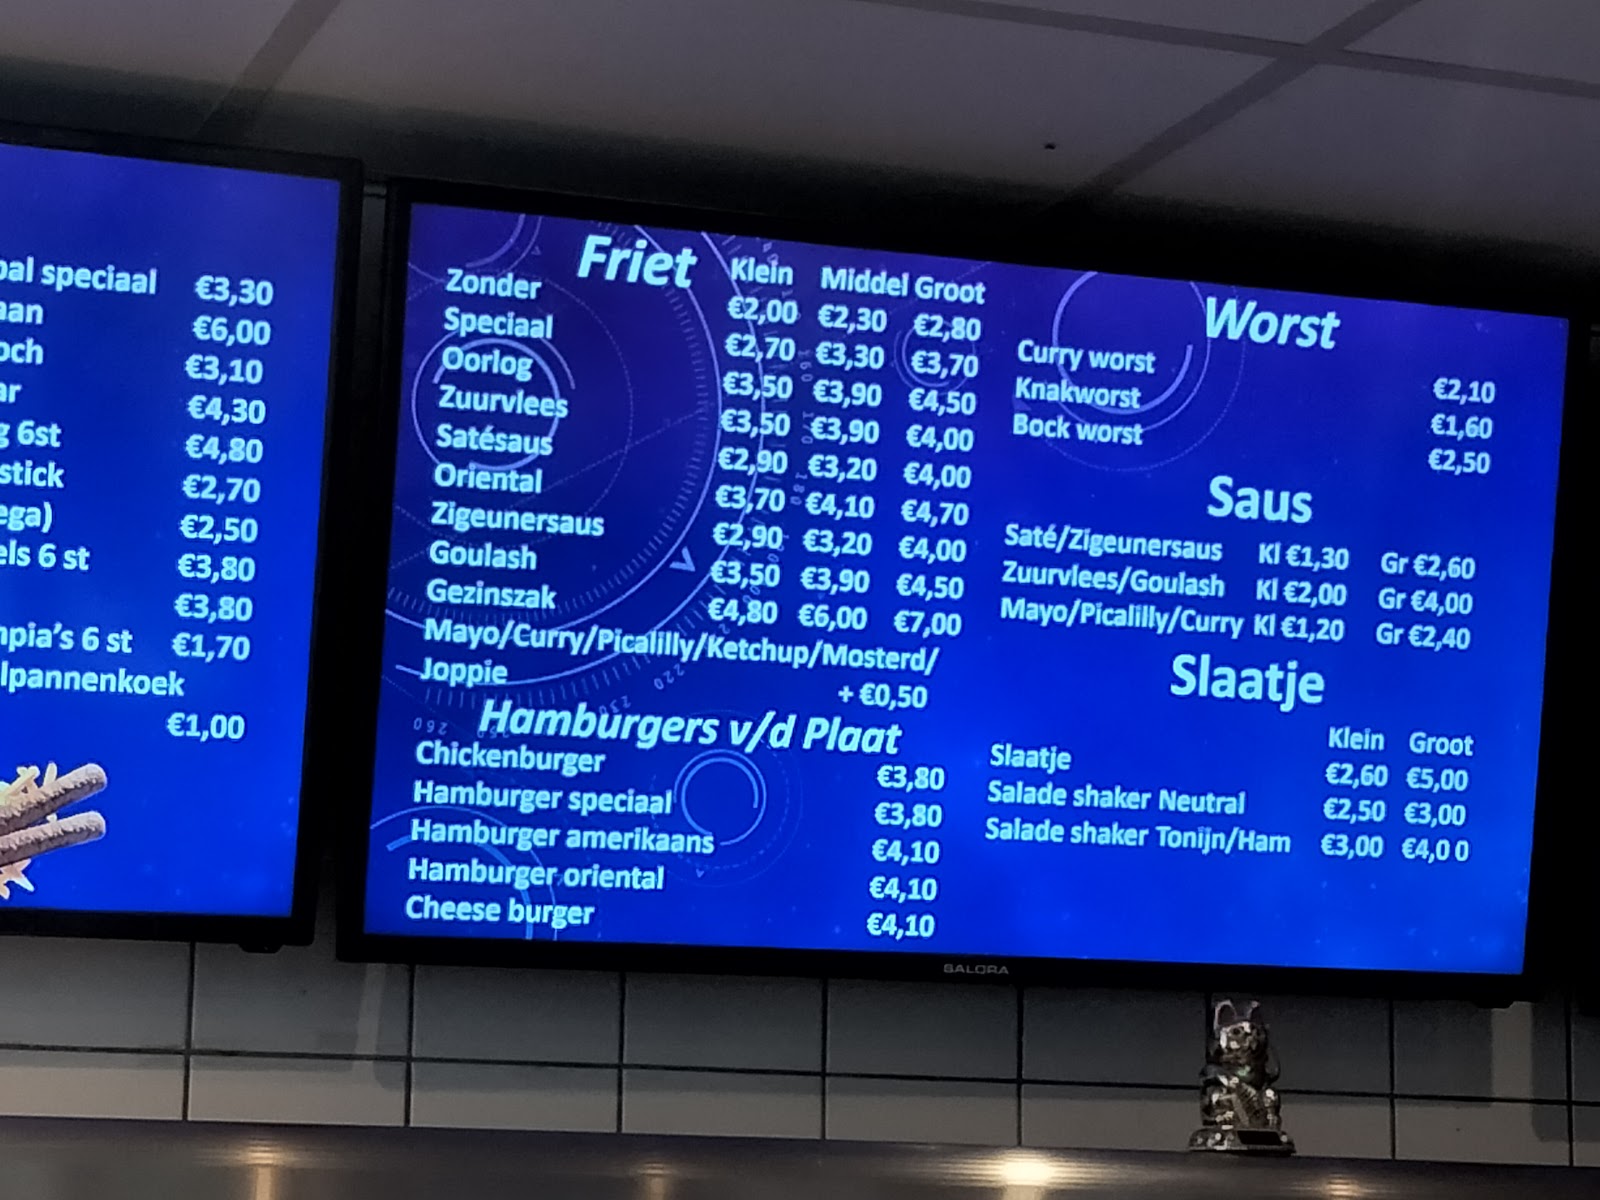 speciaal €3,30
€6,00
€3,10
€4,30
6st €4,80
€2,70
€2,50
6 st €3,80
€3,80
6 st €1,70
€1,00
Friet Klein Middel Groot
Zonder €2,00 €2,30 €2,80
Speciaal €2,70 €3,30 €3,70
Oorlog €3,50 €3,90 €4,50
Zuurvlees €3,50 €3,90 €4,00
Satésaus €2,90 €3,20 €4,00
Oriental €3,70 €4,10 €4,70
Zigeunersaus €2,90 €3,20 €4,00
Goulash €3,50 €3,90 €4,50
Gezinszak €4,80 €6,00 €7,00
Mayo/Curry/Picalilly/Ketchup/Mosterd/
Joppie + €0,50
Hamburgers v/d Plaat
Chickenburger €3,80
Hamburger speciaal €3,80
Hamburger amerikaans €4,10
Hamburger oriental €4,10
Cheese burger €4,10
Worst
Curry worst €2,10
Knakworst €1,60
Bock worst €2,50
Saus
Saté/Zigeunersaus Kl €1,30 Gr €2,60
Zuurvlees/Goulash Kl €2,00 Gr €4,00
Mayo/Picalilly/Curry Kl €1,20 Gr €2,40
Slaatje
Klein Groot
Slaatje €2,60 €5,00
Salade shaker Neutral €2,50 €3,00
Salade shaker Tonijn/Ham €3,00 €4,0 0
SALORA